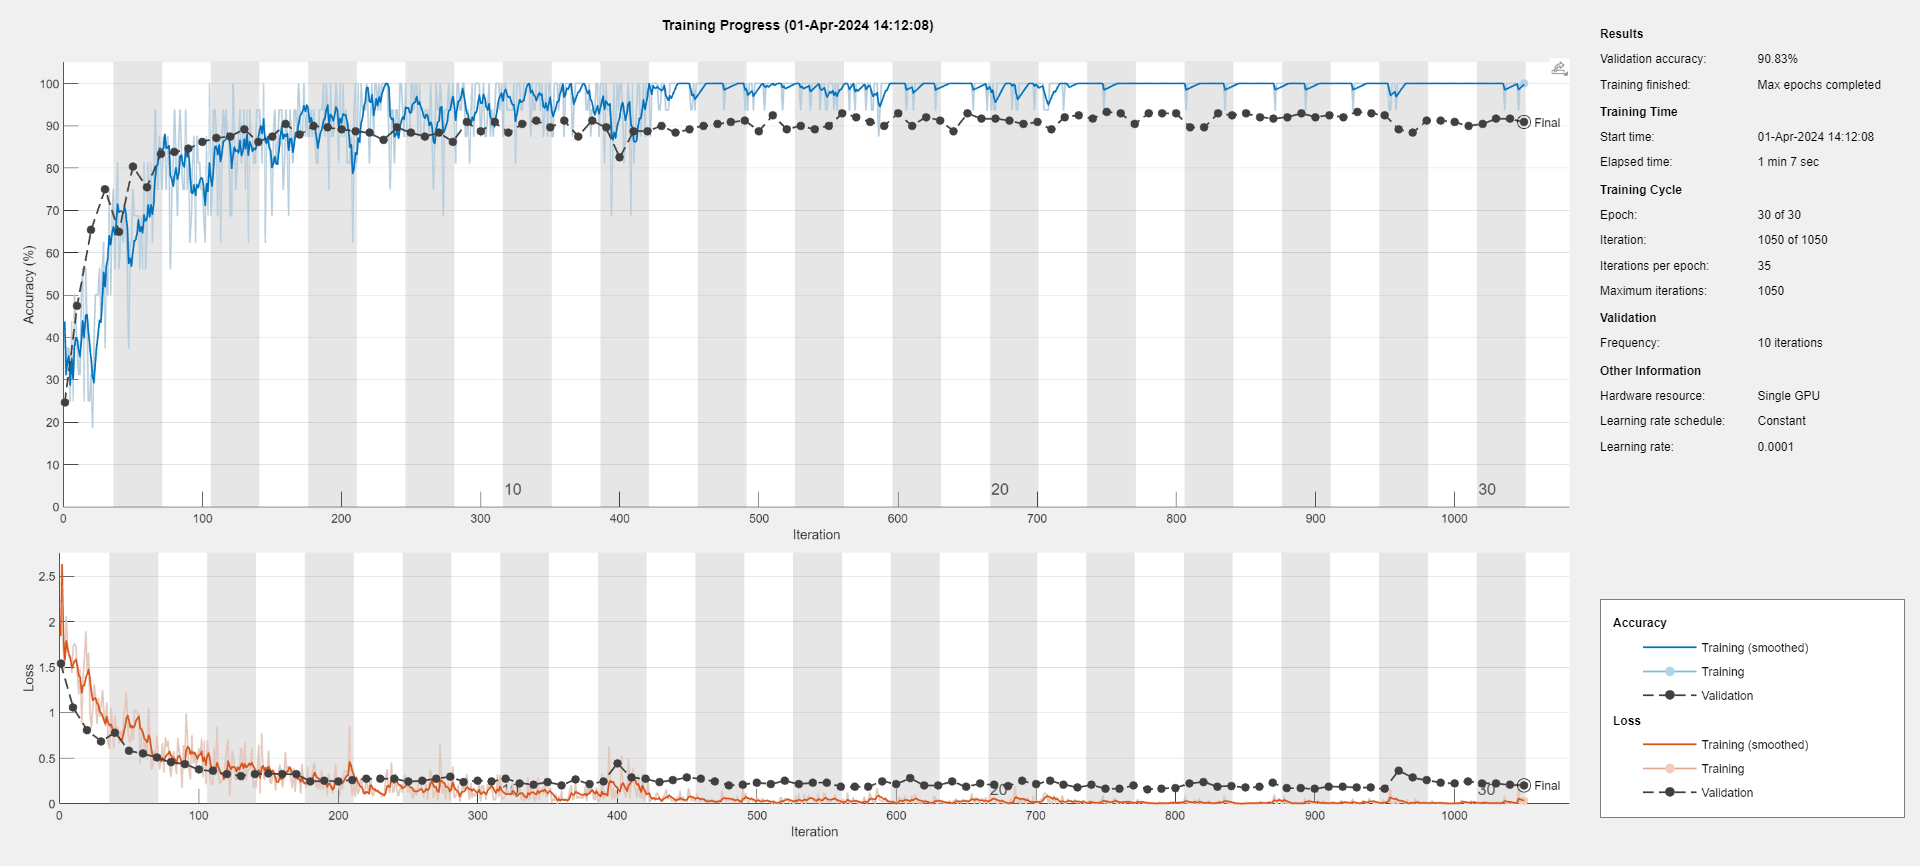 Training Progress (01-Apr-2024 14:12:08)
100
90
80
70
60
50
40
30
20
10
0
Accuracy (%)
10
20
30
Final
0 100 200 300 400 500 600 700 800 900 1000
Iteration
2.5
2
1.5
1
0.5
0
Loss
10
20
30
Final
0 100 200 300 400 500 600 700 800 900 1000
Iteration
Results
Validation accuracy: 90.83%
Training finished: Max epochs completed
Training Time
Start time: 01-Apr-2024 14:12:08
Elapsed time: 1 min 7 sec
Training Cycle
Epoch: 30 of 30
Iteration: 1050 of 1050
Iterations per epoch: 35
Maximum iterations: 1050
Validation
Frequency: 10 iterations
Other Information
Hardware resource: Single GPU
Learning rate schedule: Constant
Learning rate: 0.0001
Accuracy
Training (smoothed)
Training
Validation
Loss
Training (smoothed)
Training
Validation